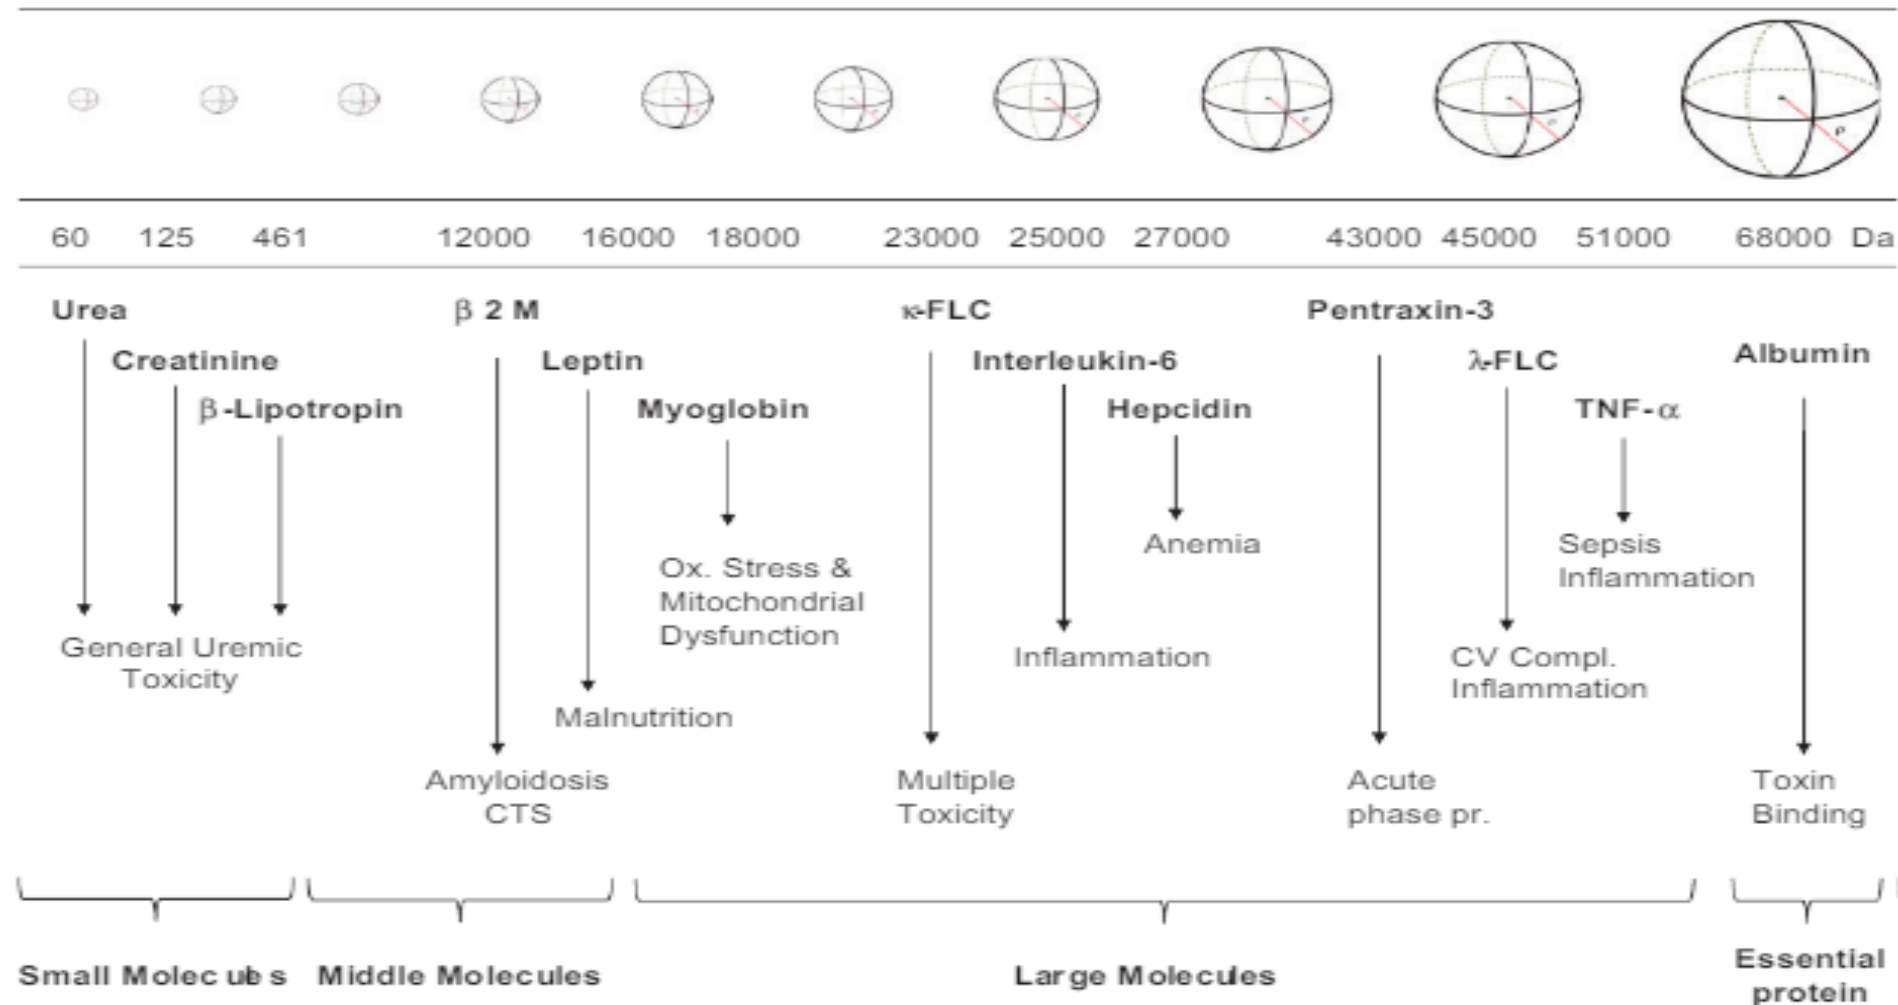 60 125 461 12000 16000 18000 23000 25000 27000 43000 45000 51000 68000 Da
Urea β 2 M κ-FLC Pentraxin-3
Creatinine Leptin Interleukin-6 λ-FLC Albumin
β-Lipotropin Myoglobin Hepcidin TNF-α
Anemia Sepsis
Ox. Stress & Inflammation
Mitochondrial
Dysfunction
General Uremic Inflammation CV Compl.
Toxicity Inflammation
Malnutrition
Amyloidosis Multiple Acute Toxin
CTS Toxicity phase pr. Binding
Small Molecules Middle Molecules Large Molecules Essential
protein